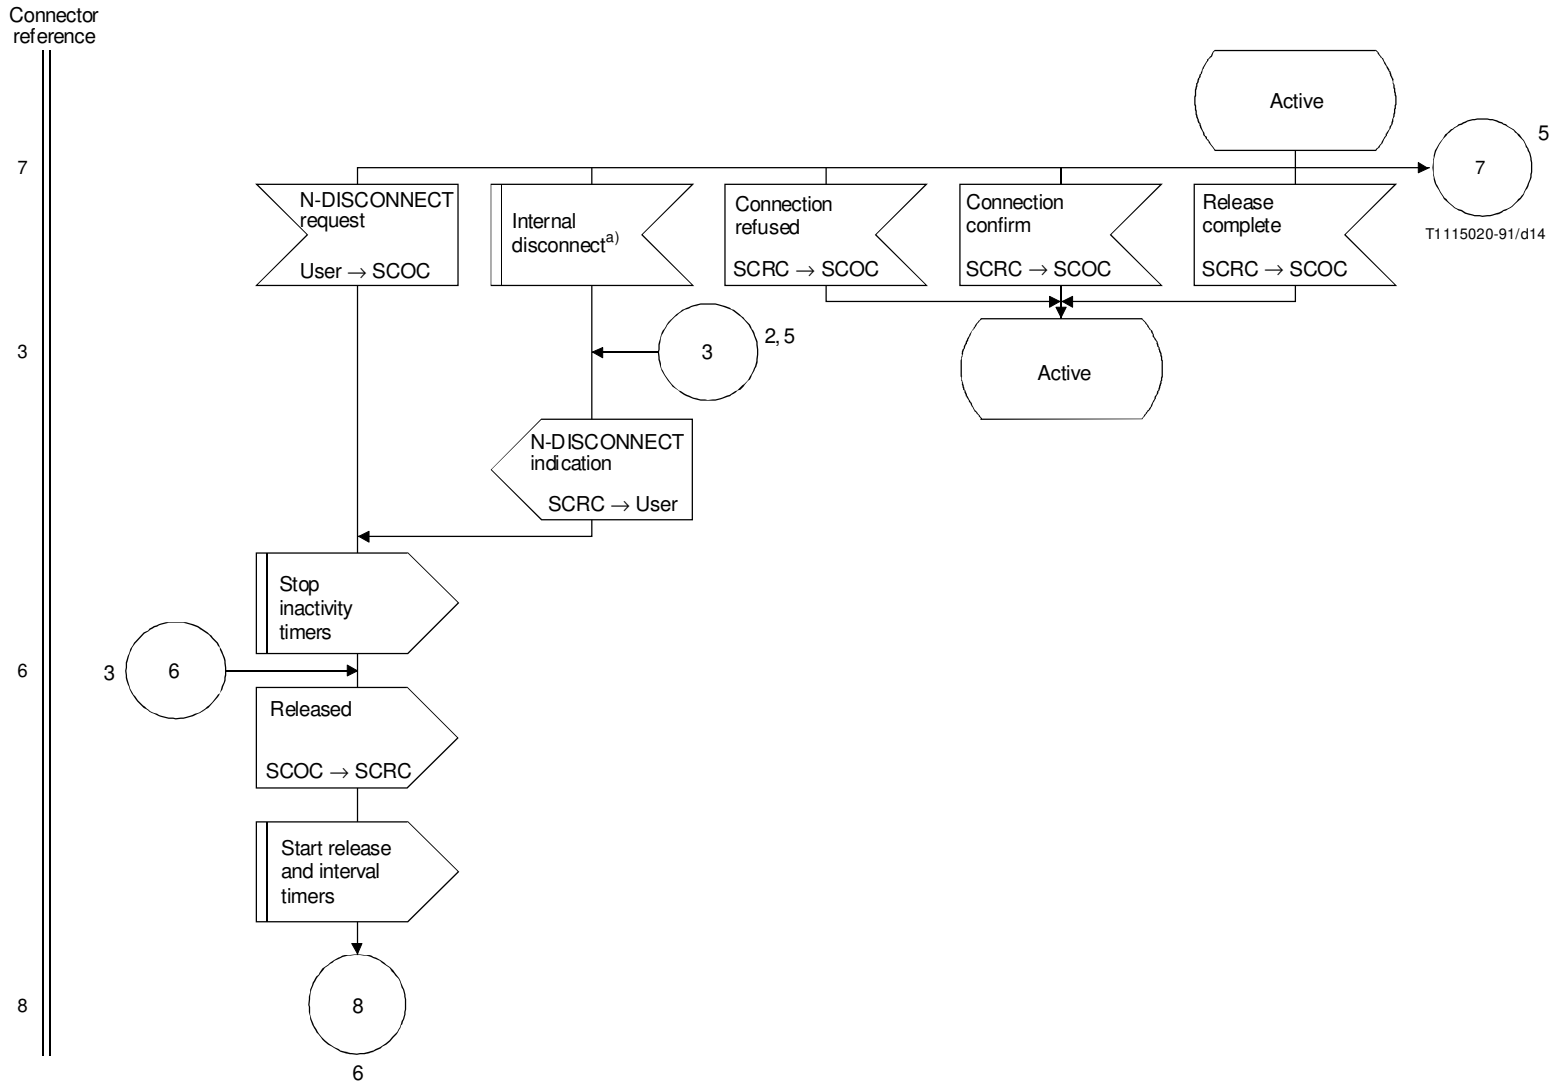 Connector
reference
Active
5
7
7
N-DISCONNECT
request
User → SCOC
Internal
disconnect a)
Connection
refused
SCRC → SCOC
Connection
confirm
SCRC → SCOC
Release
complete
SCRC → SCOC
T1115020-91/d14
3
3
2, 5
Active
N-DISCONNECT
indication
SCRC → User
Stop
inactivity
timers
6
3
6
Released
SCOC → SCRC
Start release
and interval
timers
8
8
6